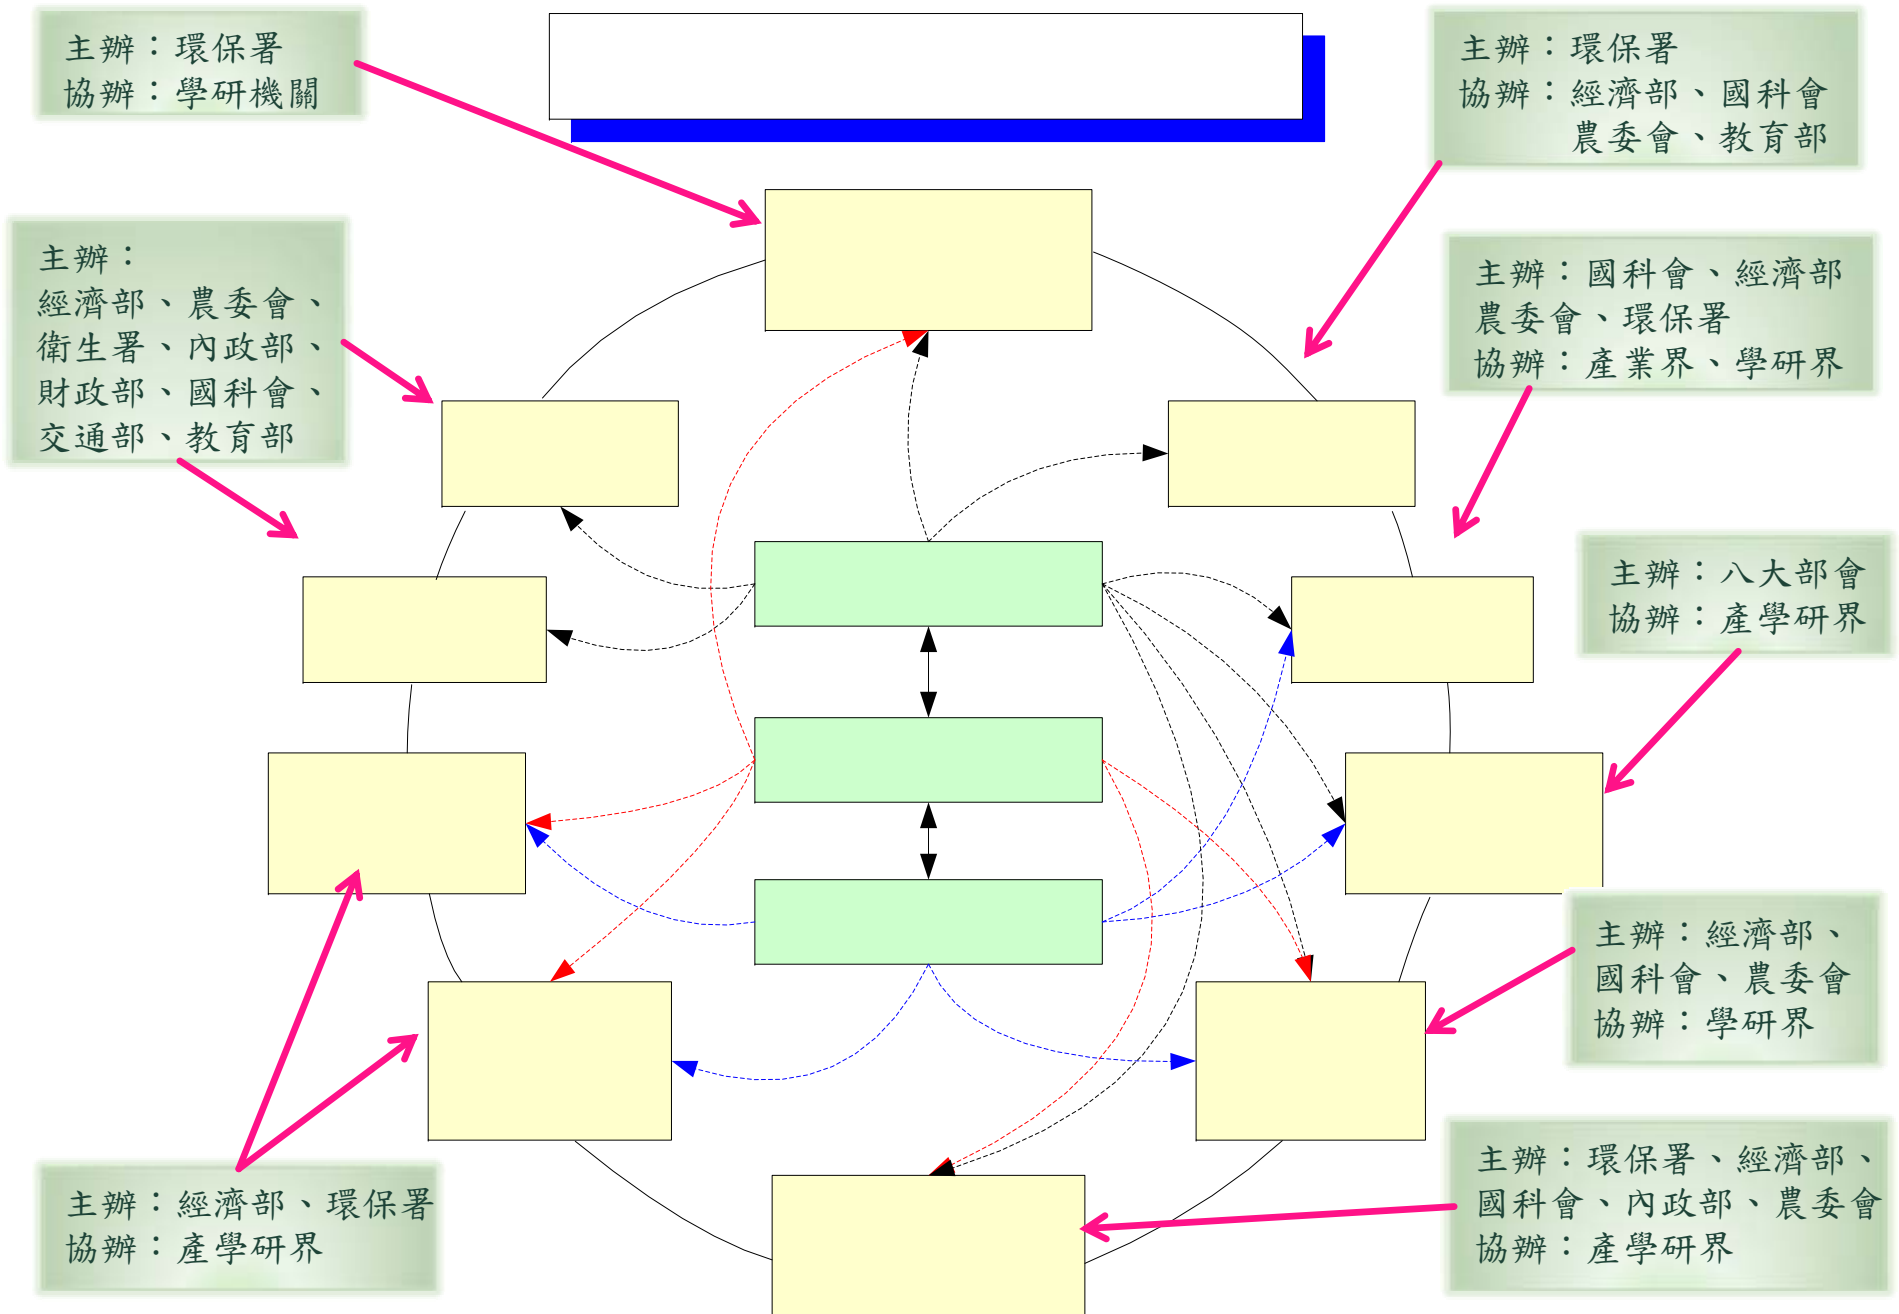 主辦：環保署
協辦：學研機關
主辦：環保署
協辦：經濟部、國科會
農委會、教育部
主辦：
經濟部、農委會、
衛生署、內政部、
財政部、國科會、
交通部、教育部
主辦：國科會、經濟部
農委會、環保署
協辦：產業界、學研界
主辦：八大部會
協辦：產學研界
主辦：經濟部、
國科會、農委會
協辦：學研界
主辦：經濟部、環保署
協辦：產學研界
主辦：環保署、經濟部、
國科會、內政部、農委會
協辦：產學研界